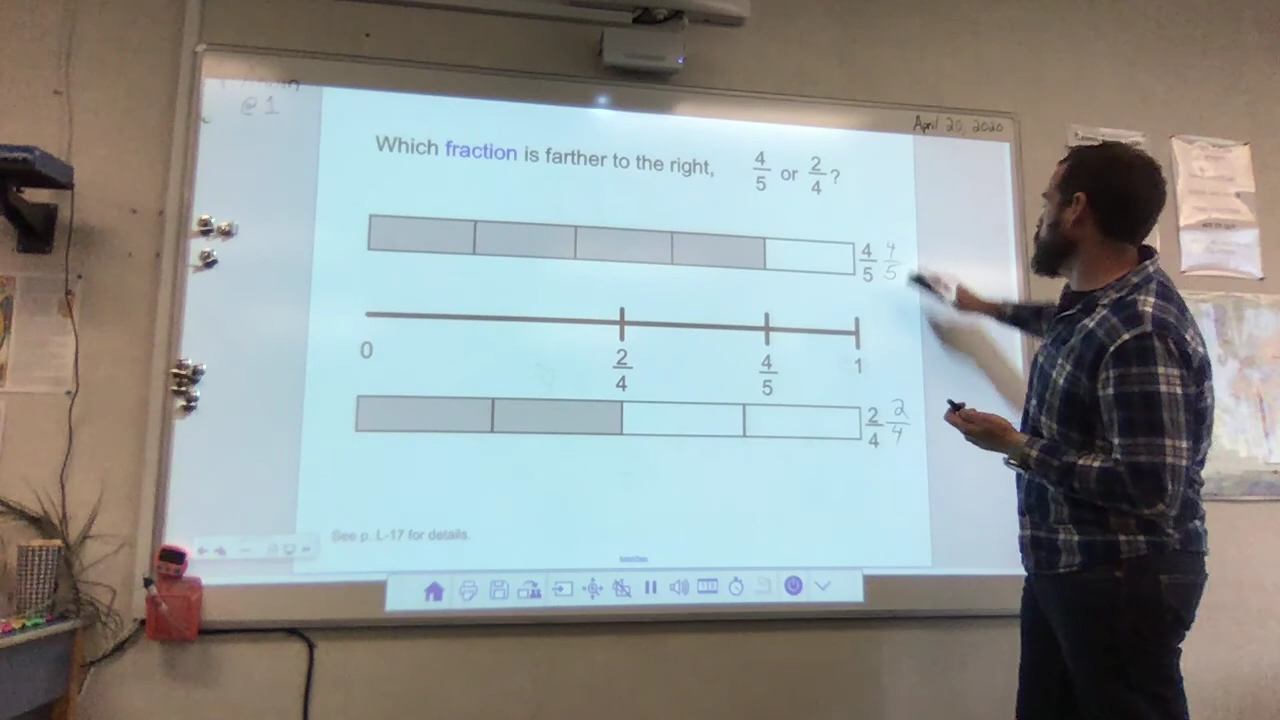 @ 1
April 20, 2020
Which fraction is farther to the right, 4/5 or 2/4?
4/5 4/5
0 2/4 4/5 1
2/4 2/4
See p. L-17 for details.